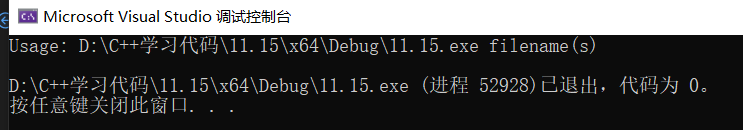 Microsoft Visual Studio 调试控制台
Usage: D:\C++学习代码\11.15\x64\Debug\11.15.exe filename(s)
D:\C++学习代码\11.15\x64\Debug\11.15.exe (进程 52928)已退出，代码为 0。
按任意键关闭此窗口. . .